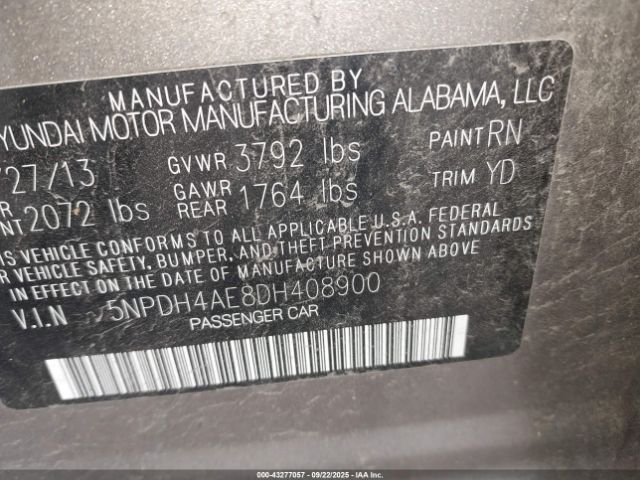 MANUFACTURED BY
YUNDAI MOTOR MANUFACTURING ALABAMA, LLC
/27/13 GVWR 3792 lbs PAINT RN
R GAWR
NT 2072 lbs REAR 1764 lbs TRIM YD
IS VEHICLE CONFORMS TO ALL APPLICABLE U.S.A. FEDERAL
R VEHICLE SAFETY, BUMPER, AND THEFT PREVENTION STANDARDS
EFFECT ON THE DATE OF MANUFACTURE SHOWN ABOVE
V.I.N 5NPDH4AE8DH408900
PASSENGER CAR
000-43277057 - 09/22/2025 - Copyright © IAA, Inc.